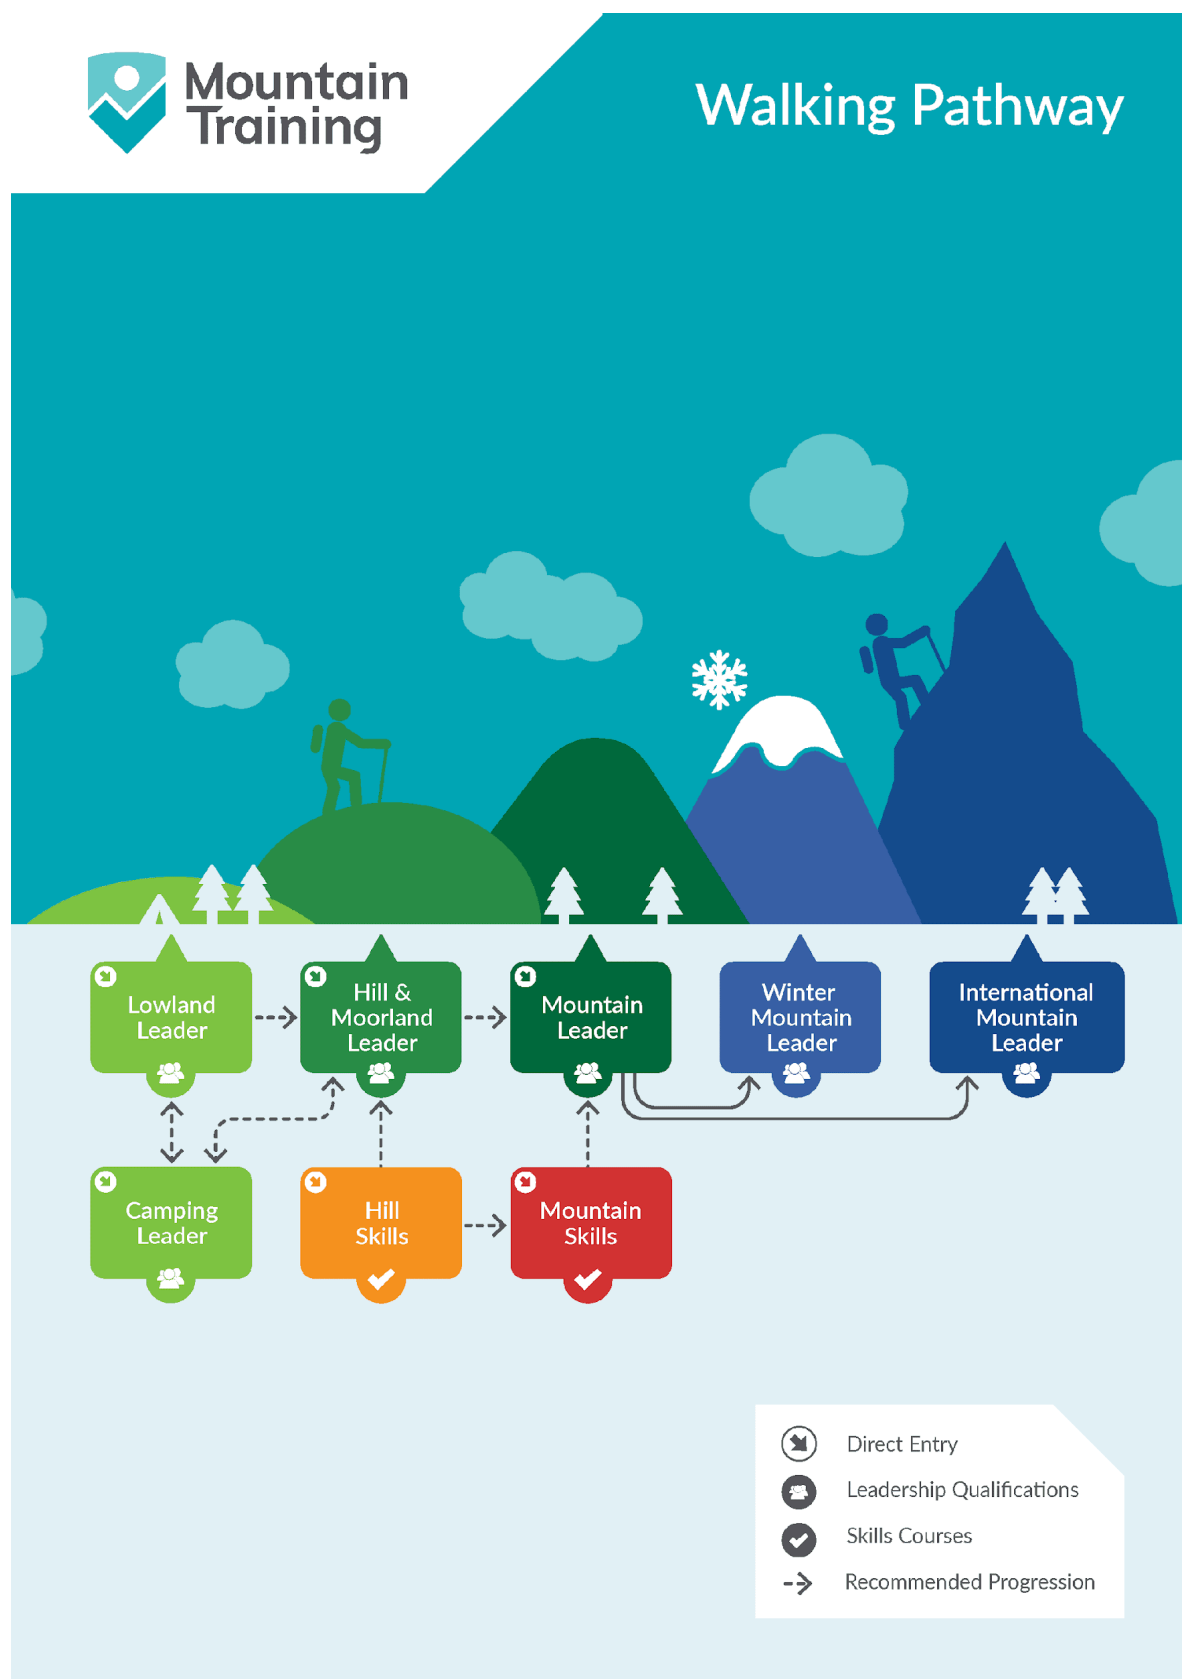 Mountain
Training
Walking Pathway
Lowland
Leader
Hill &
Moorland
Leader
Mountain
Leader
Winter
Mountain
Leader
International
Mountain
Leader
Camping
Leader
Hill
Skills
Mountain
Skills
Direct Entry
Leadership Qualifications
Skills Courses
Recommended Progression